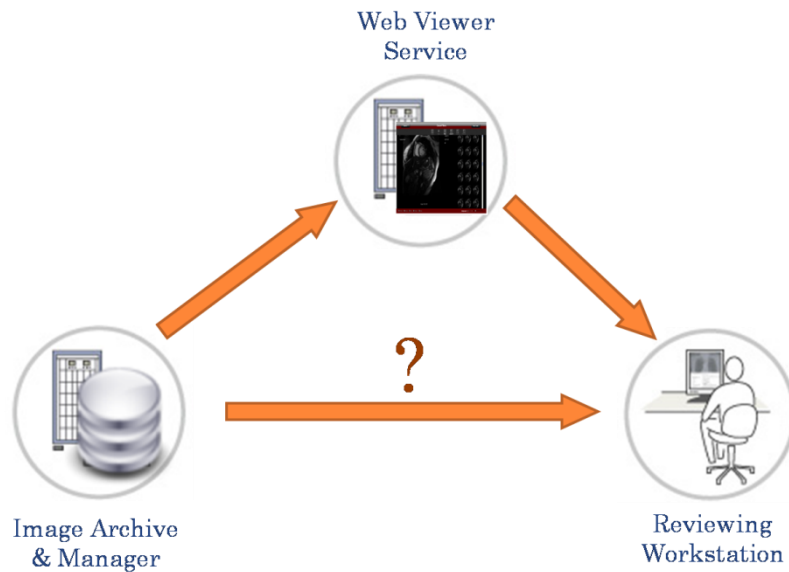 Web Viewer
Service
?
Image Archive
& Manager
Reviewing
Workstation